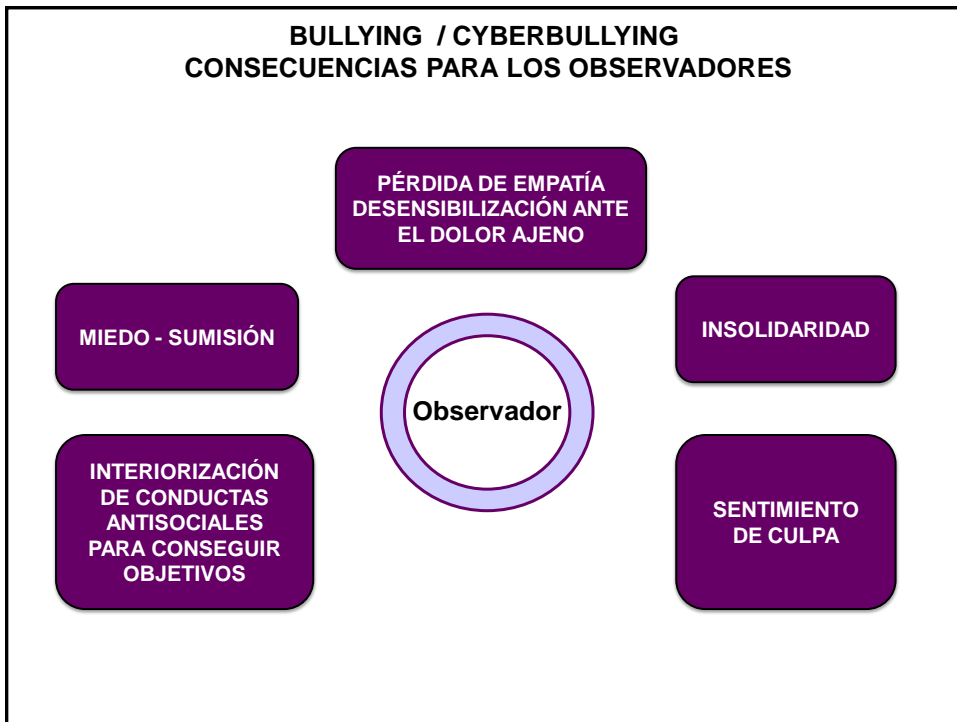 BULLYING / CYBERBULLYING
CONSECUENCIAS PARA LOS OBSERVADORES
PÉRDIDA DE EMPATÍA
DESENSIBILIZACIÓN ANTE
EL DOLOR AJENO
MIEDO - SUMISIÓN
INSOLIDARIDAD
Observador
INTERIORIZACIÓN
DE CONDUCTAS
ANTISOCIALES
PARA CONSEGUIR
OBJETIVOS
SENTIMIENTO
DE CULPA